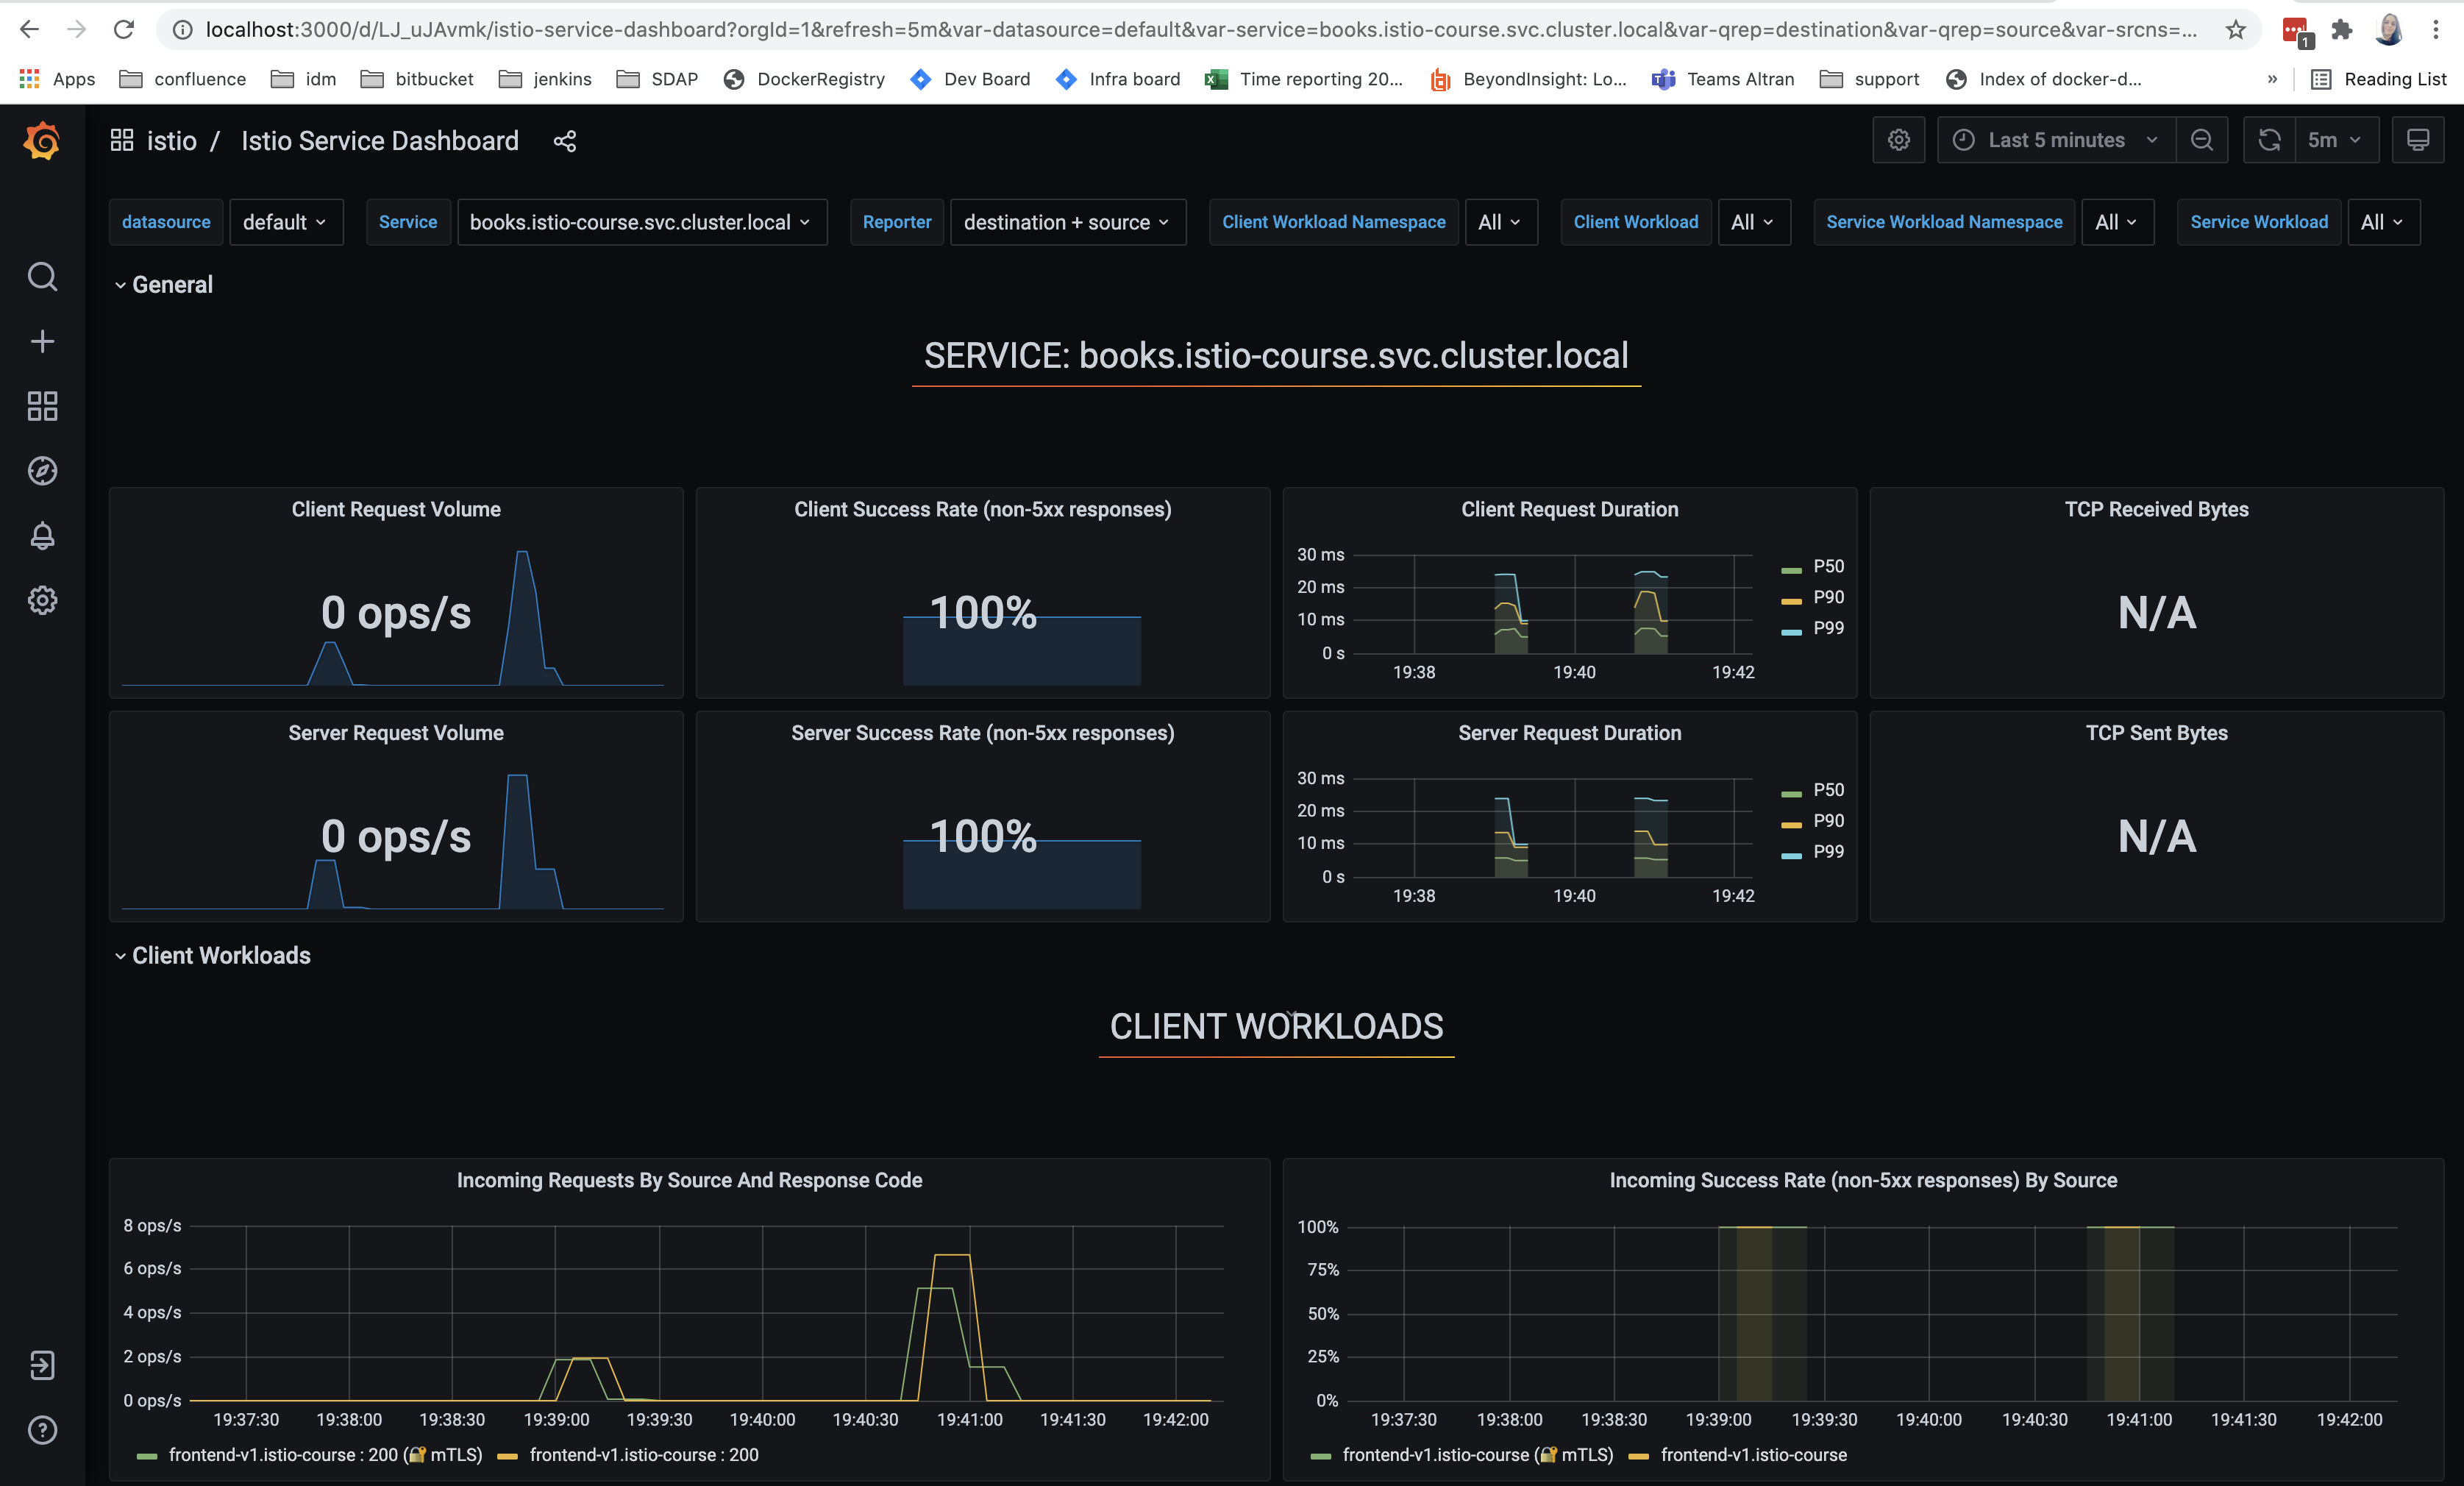 localhost:3000/d/LJ_uJAvmk/istio-service-dashboard?orgId=1&refresh=5m&var-datasource=default&var-service=books.istio-course.svc.cluster.local&var-qrep=destination&var-qrep=source&var-srcns=...
1
Apps confluence idm bitbucket jenkins SDAP DockerRegistry Dev Board Infra board Time reporting 20... BeyondInsight: Lo... Teams Altran support Index of docker-d... » Reading List
istio / Istio Service Dashboard Last 5 minutes 5m
datasource default Service books.istio-course.svc.cluster.local Reporter destination + source Client Workload Namespace All Client Workload All Service Workload Namespace All Service Workload All
General
SERVICE: books.istio-course.svc.cluster.local
Client Request Volume
0 ops/s
Client Success Rate (non-5xx responses)
100%
Client Request Duration
30 ms
20 ms
10 ms
0 s
19:38 19:40 19:42
P50
P90
P99
TCP Received Bytes
N/A
Server Request Volume
0 ops/s
Server Success Rate (non-5xx responses)
100%
Server Request Duration
30 ms
20 ms
10 ms
0 s
19:38 19:40 19:42
P50
P90
P99
TCP Sent Bytes
N/A
Client Workloads
CLIENT WORKLOADS
Incoming Requests By Source And Response Code
8 ops/s
6 ops/s
4 ops/s
2 ops/s
0 ops/s
19:37:30 19:38:00 19:38:30 19:39:00 19:39:30 19:40:00 19:40:30 19:41:00 19:41:30 19:42:00
frontend-v1.istio-course : 200 (🔐 mTLS) frontend-v1.istio-course : 200
Incoming Success Rate (non-5xx responses) By Source
100%
75%
50%
25%
0%
19:37:30 19:38:00 19:38:30 19:39:00 19:39:30 19:40:00 19:40:30 19:41:00 19:41:30 19:42:00
frontend-v1.istio-course (🔐 mTLS) frontend-v1.istio-course